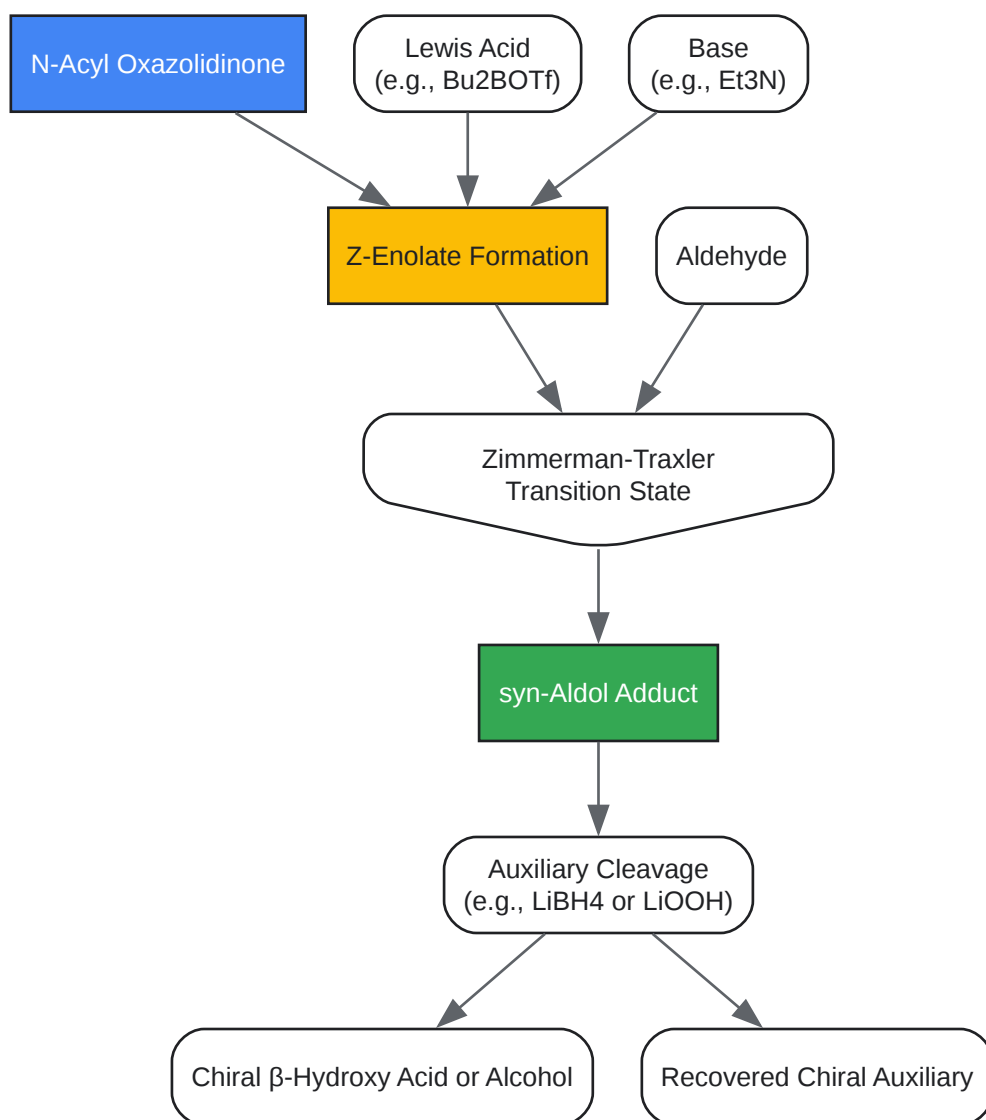 N-Acyl Oxazolidinone
Lewis Acid
(e.g., Bu2BOTf)
Base
(e.g., Et3N)
Z-Enolate Formation
Aldehyde
Zimmerman-Traxler
Transition State
syn-Aldol Adduct
Auxiliary Cleavage
(e.g., LiBH4 or LiOOH)
Chiral β-Hydroxy Acid or Alcohol
Recovered Chiral Auxiliary